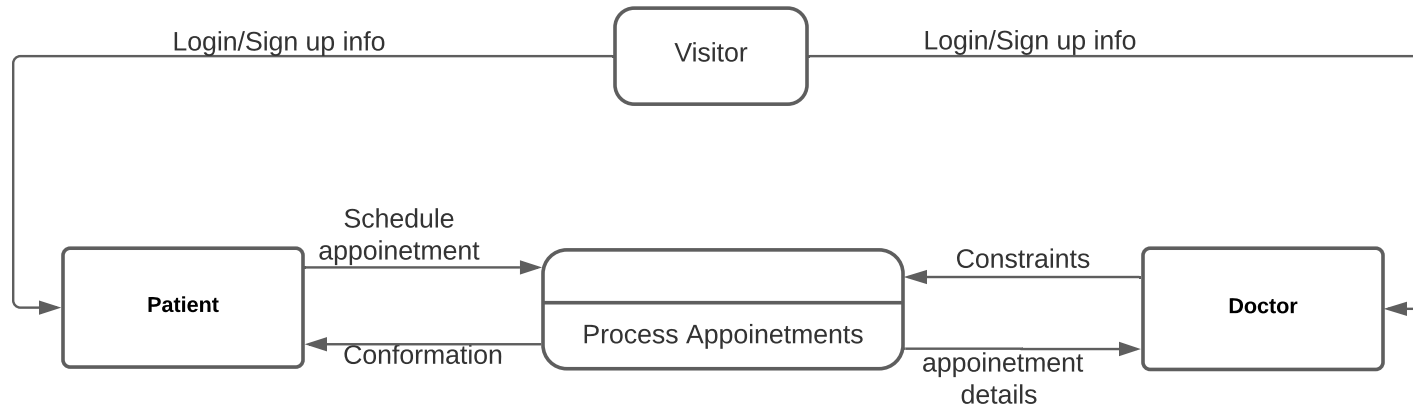 Login/Sign up info
Visitor
Login/Sign up info
Schedule
appoinetment
Constraints
Patient
Process Appoinetments
Doctor
Conformation
appoinetment
details